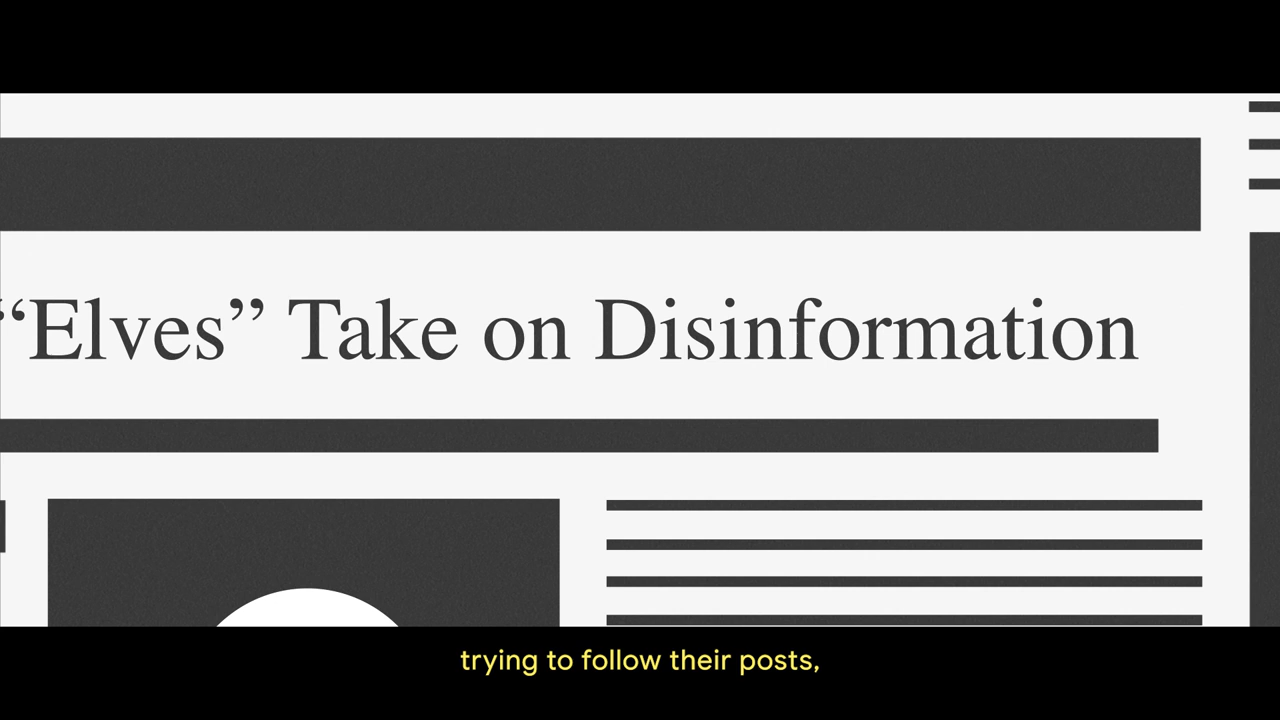 “Elves” Take on Disinformation
trying to follow their posts,